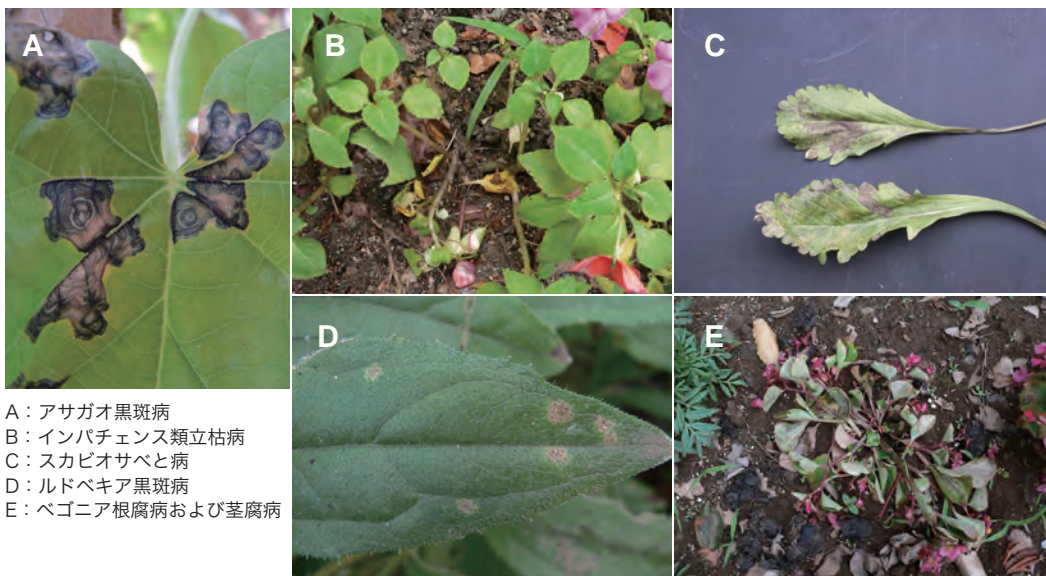 A
B
C
D
E
A：アサガオ黒斑病
B：インパチェンス類立枯病
C：スカビオサべと病
D：ルドベキア黒斑病
E：ベゴニア根腐病および茎腐病